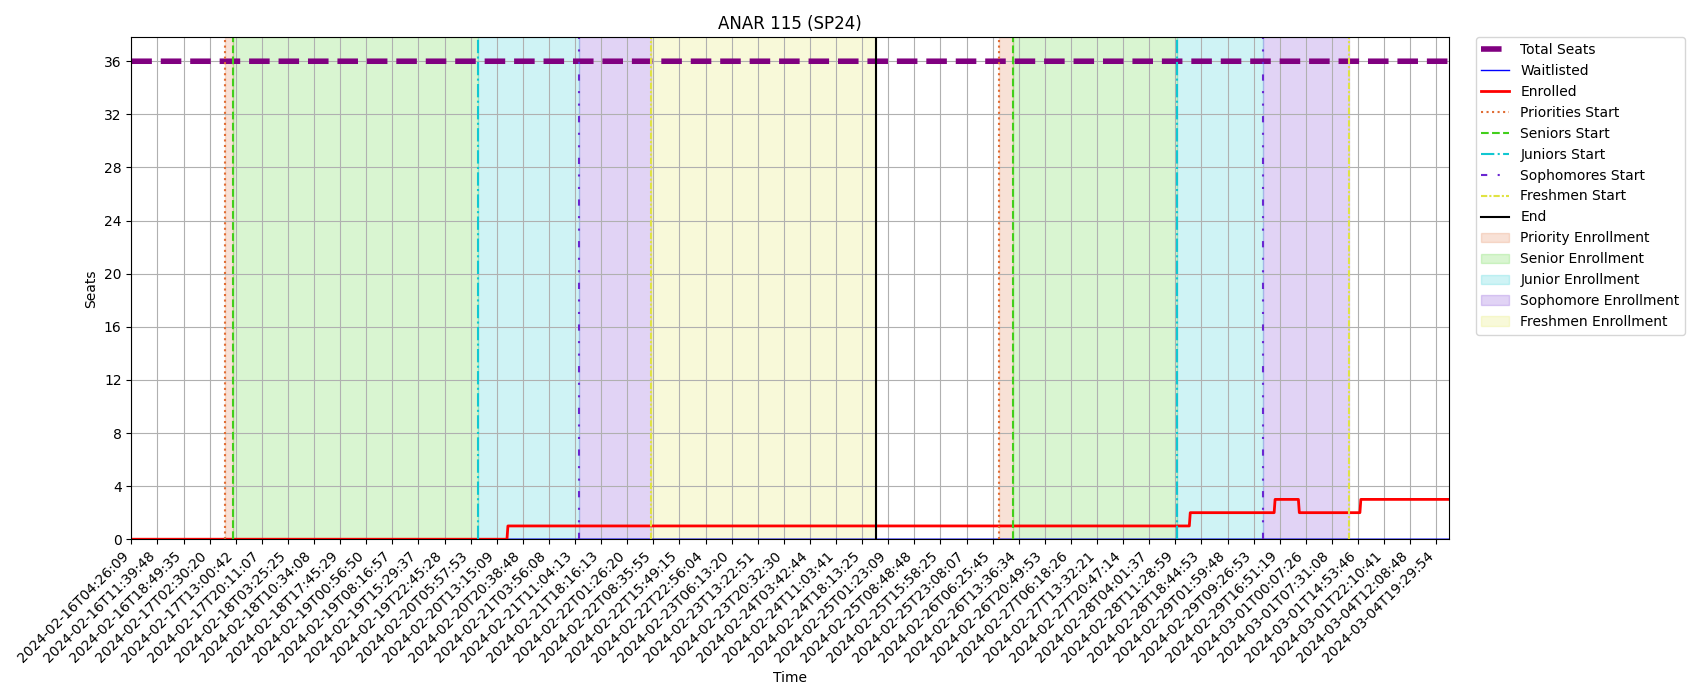 ANAR 115 (SP24)
Seats
36
32
28
24
20
16
12
8
4
0
2024-02-16T04:26:09
2024-02-16T11:39:48
2024-02-16T18:49:35
2024-02-17T02:30:20
2024-02-17T13:00:42
2024-02-17T20:11:07
2024-02-18T03:25:25
2024-02-18T10:34:08
2024-02-18T17:45:29
2024-02-19T00:56:50
2024-02-19T08:16:57
2024-02-19T15:29:37
2024-02-19T22:45:28
2024-02-20T05:57:53
2024-02-20T13:15:09
2024-02-20T20:38:48
2024-02-21T03:56:08
2024-02-21T11:04:13
2024-02-21T18:16:13
2024-02-22T01:26:20
2024-02-22T08:35:55
2024-02-22T15:49:15
2024-02-22T22:56:04
2024-02-23T06:13:20
2024-02-23T13:22:51
2024-02-23T20:32:30
2024-02-24T03:42:44
2024-02-24T11:03:41
2024-02-24T18:13:25
2024-02-25T01:23:09
2024-02-25T08:48:48
2024-02-25T15:58:25
2024-02-25T23:08:07
2024-02-26T06:25:45
2024-02-26T13:36:34
2024-02-26T20:49:53
2024-02-27T06:18:26
2024-02-27T13:32:21
2024-02-27T20:47:14
2024-02-28T04:01:37
2024-02-28T11:28:59
2024-02-28T18:44:53
2024-02-29T01:59:48
2024-02-29T09:26:53
2024-02-29T16:51:19
2024-03-01T00:07:26
2024-03-01T07:31:08
2024-03-01T14:53:46
2024-03-01T22:10:41
2024-03-04T12:08:48
2024-03-04T19:29:54
Time
Total Seats
Waitlisted
Enrolled
Priorities Start
Seniors Start
Juniors Start
Sophomores Start
Freshmen Start
End
Priority Enrollment
Senior Enrollment
Junior Enrollment
Sophomore Enrollment
Freshmen Enrollment